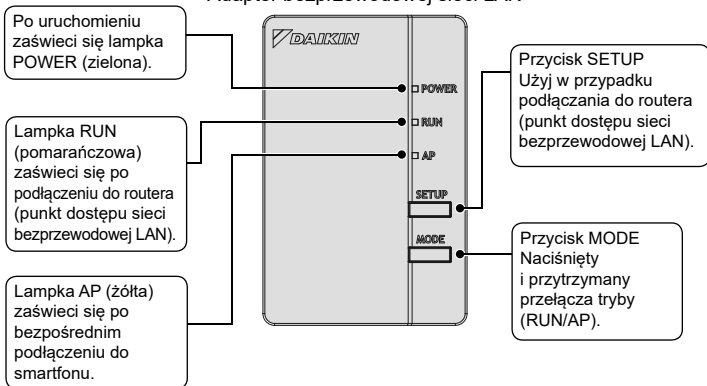 Adapter bezprzewodowej sieci LAN
Po uruchomieniu
zaświeci się lampka
POWER (zielona).
Lampka RUN
(pomarańczowa)
zaświeci się po
podłączeniu do routera
(punkt dostępu sieci
bezprzewodowej LAN).
Lampka AP (żółta)
zaświeci się po
bezpośrednim
podłączeniu do
smartfonu.
DAIKIN
POWER
RUN
AP
SETUP
MODE
Przycisk SETUP
Użyj w przypadku
podłączania do routera
(punkt dostępu sieci
bezprzewodowej LAN).
Przycisk MODE
Naciśnięty
i przytrzymany
przełącza tryby
(RUN/AP).